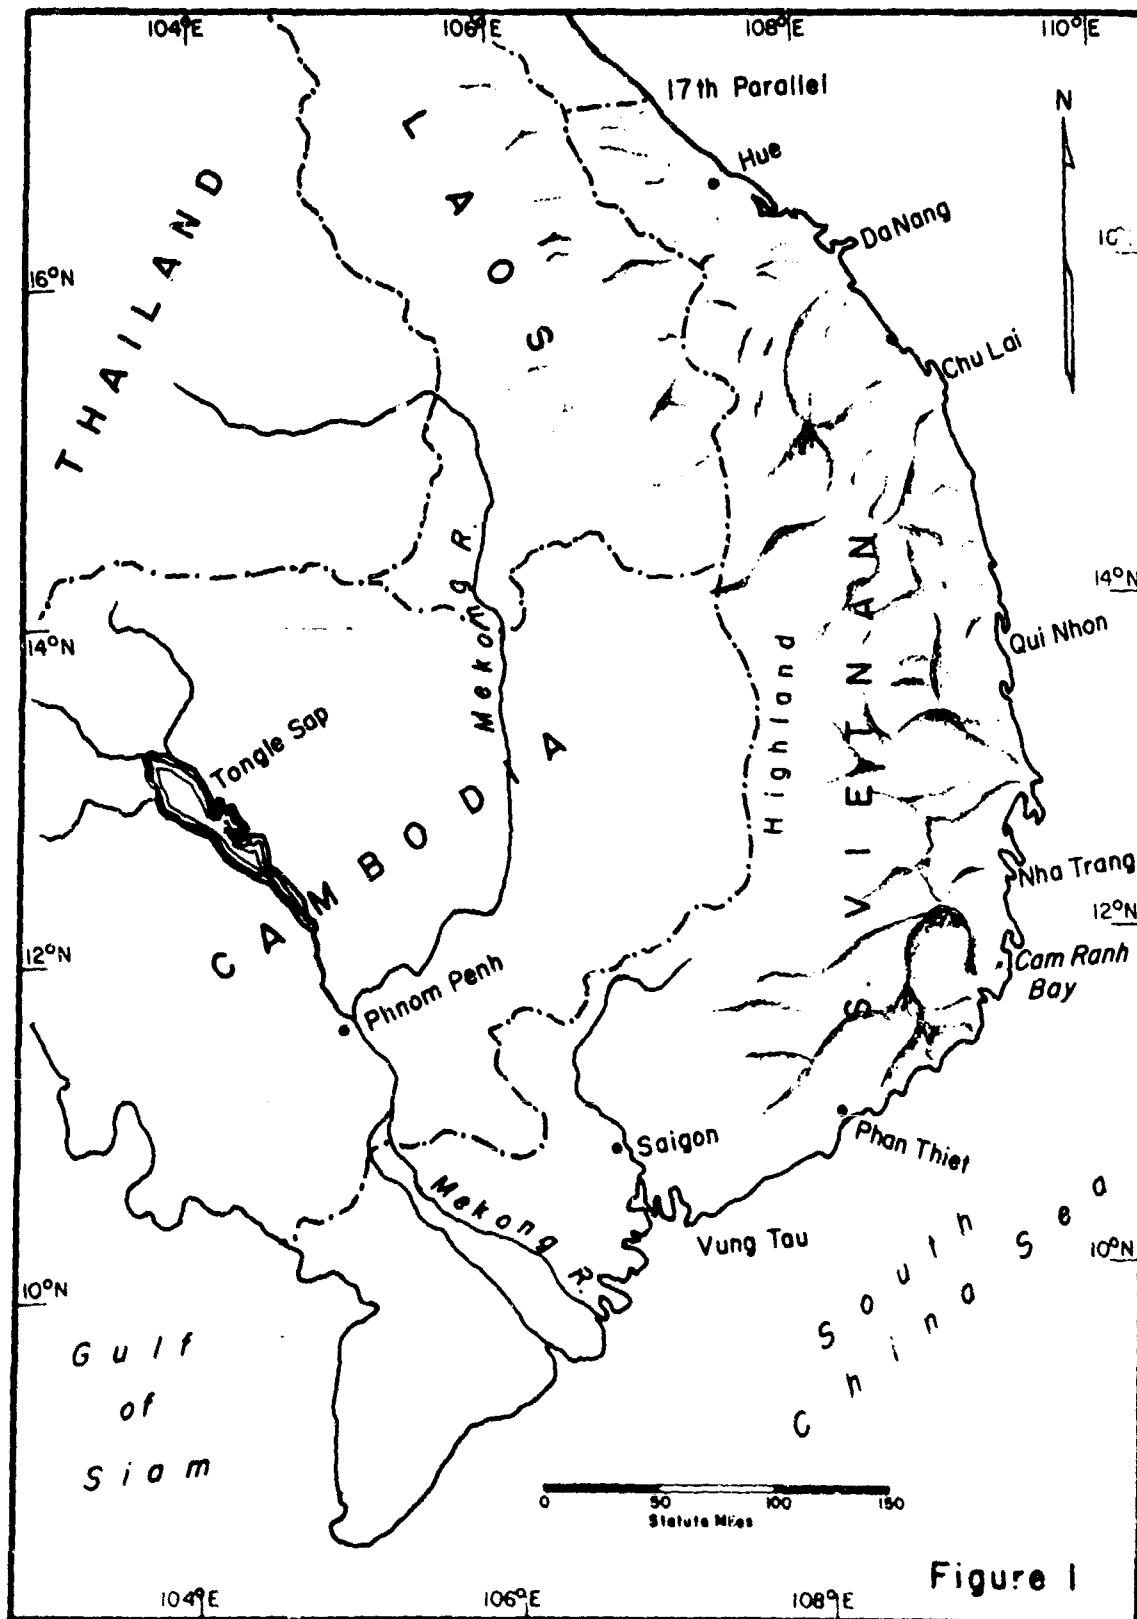 104°E 106°E 108°E 110°E
17th Parallel
N
Hue
DaNang
LAOS
THAILAND
16°N
Chu Lai
Mekong R.
14°N
14°N
Qui Nhon
Highland
S. VIETNAN
Tongle Sap
CAMBODA
Nha Trang
12°N
12°N
Cam Ranh
Bay
Phnom Penh
Saigon
Phan Thiet
Mekong R.
Vung Tau
South
China Sea
10°N
10°N
Gulf
of
Siam
0 50 100 150
Statute Miles
Figure 1
104°E 106°E 108°E